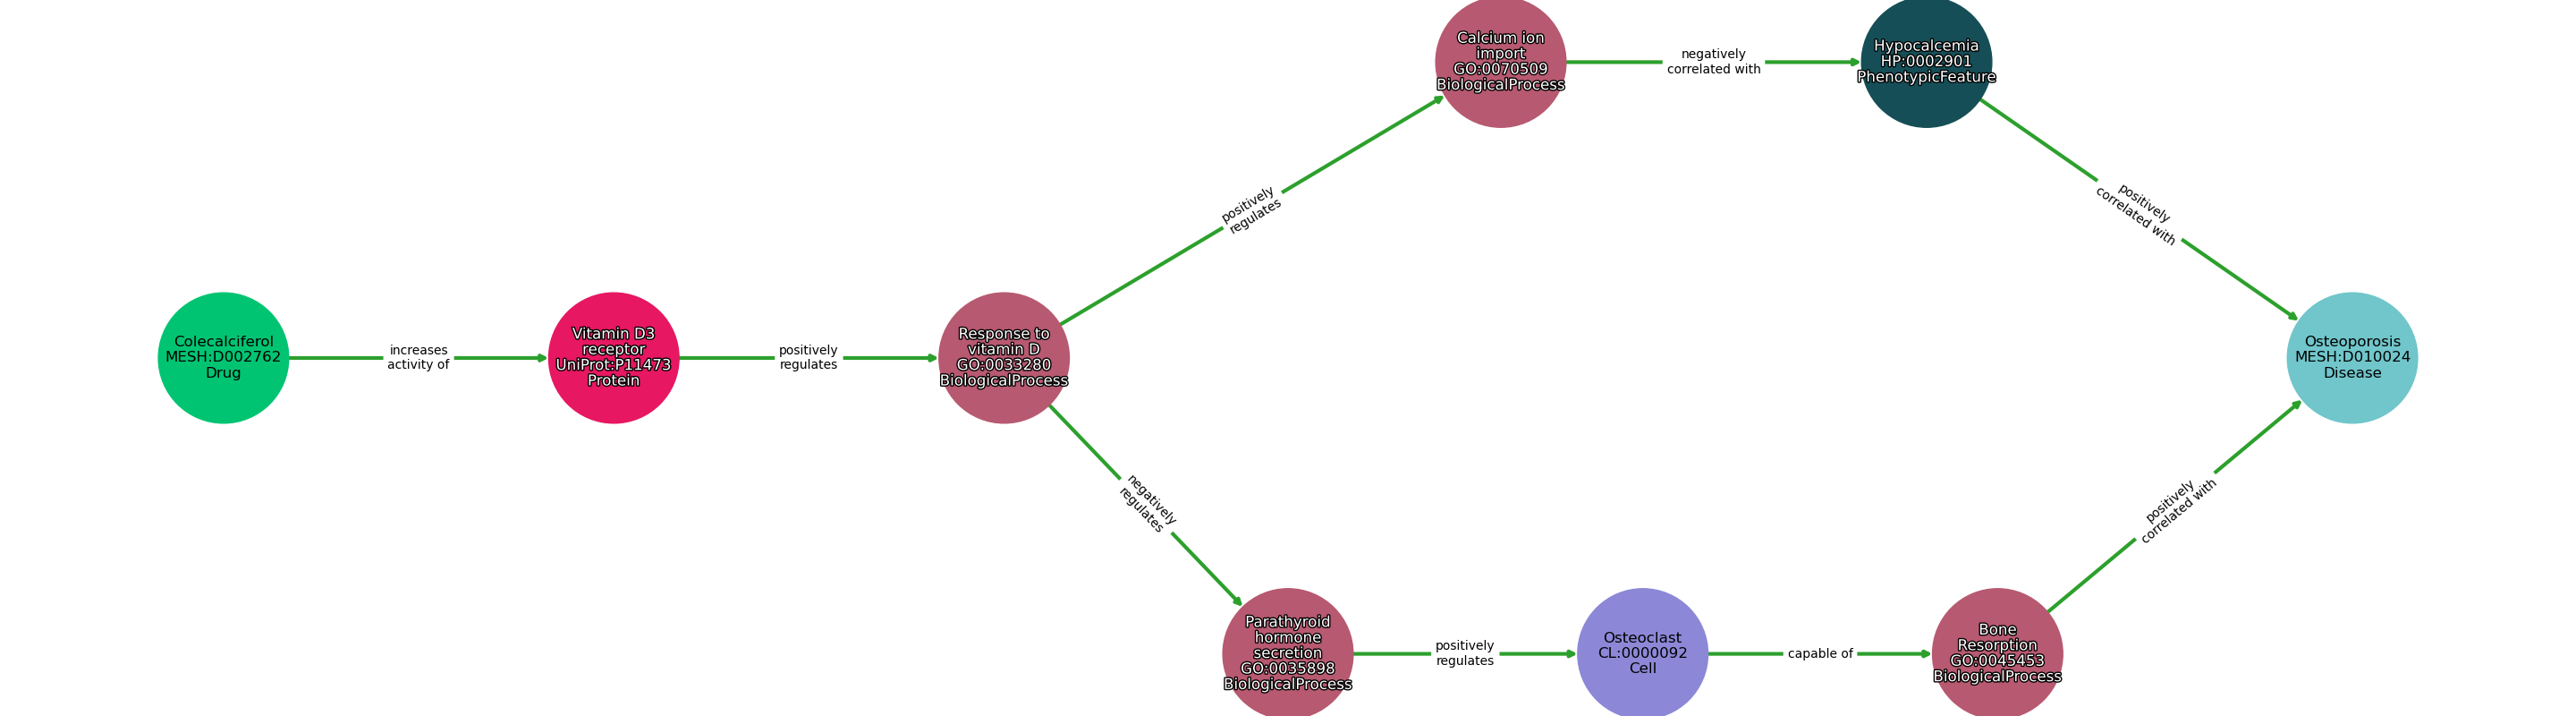 Calcium ion
import
GO:0070509
BiologicalProcess
negatively
correlated with
Hypocalcemia
HP:0002901
PhenotypicFeature
positively
regulates
positively
correlated with
Colecalciferol
MESH:D002762
Drug
increases
activity of
Vitamin D3
receptor
UniProt:P11473
Protein
positively
regulates
Response to
vitamin D
GO:0033280
BiologicalProcess
Osteoporosis
MESH:D010024
Disease
negatively
regulates
positively
correlated with
Parathyroid
hormone
secretion
GO:0035898
BiologicalProcess
positively
regulates
Osteoclast
CL:0000092
Cell
capable of
Bone
Resorption
GO:0045453
BiologicalProcess